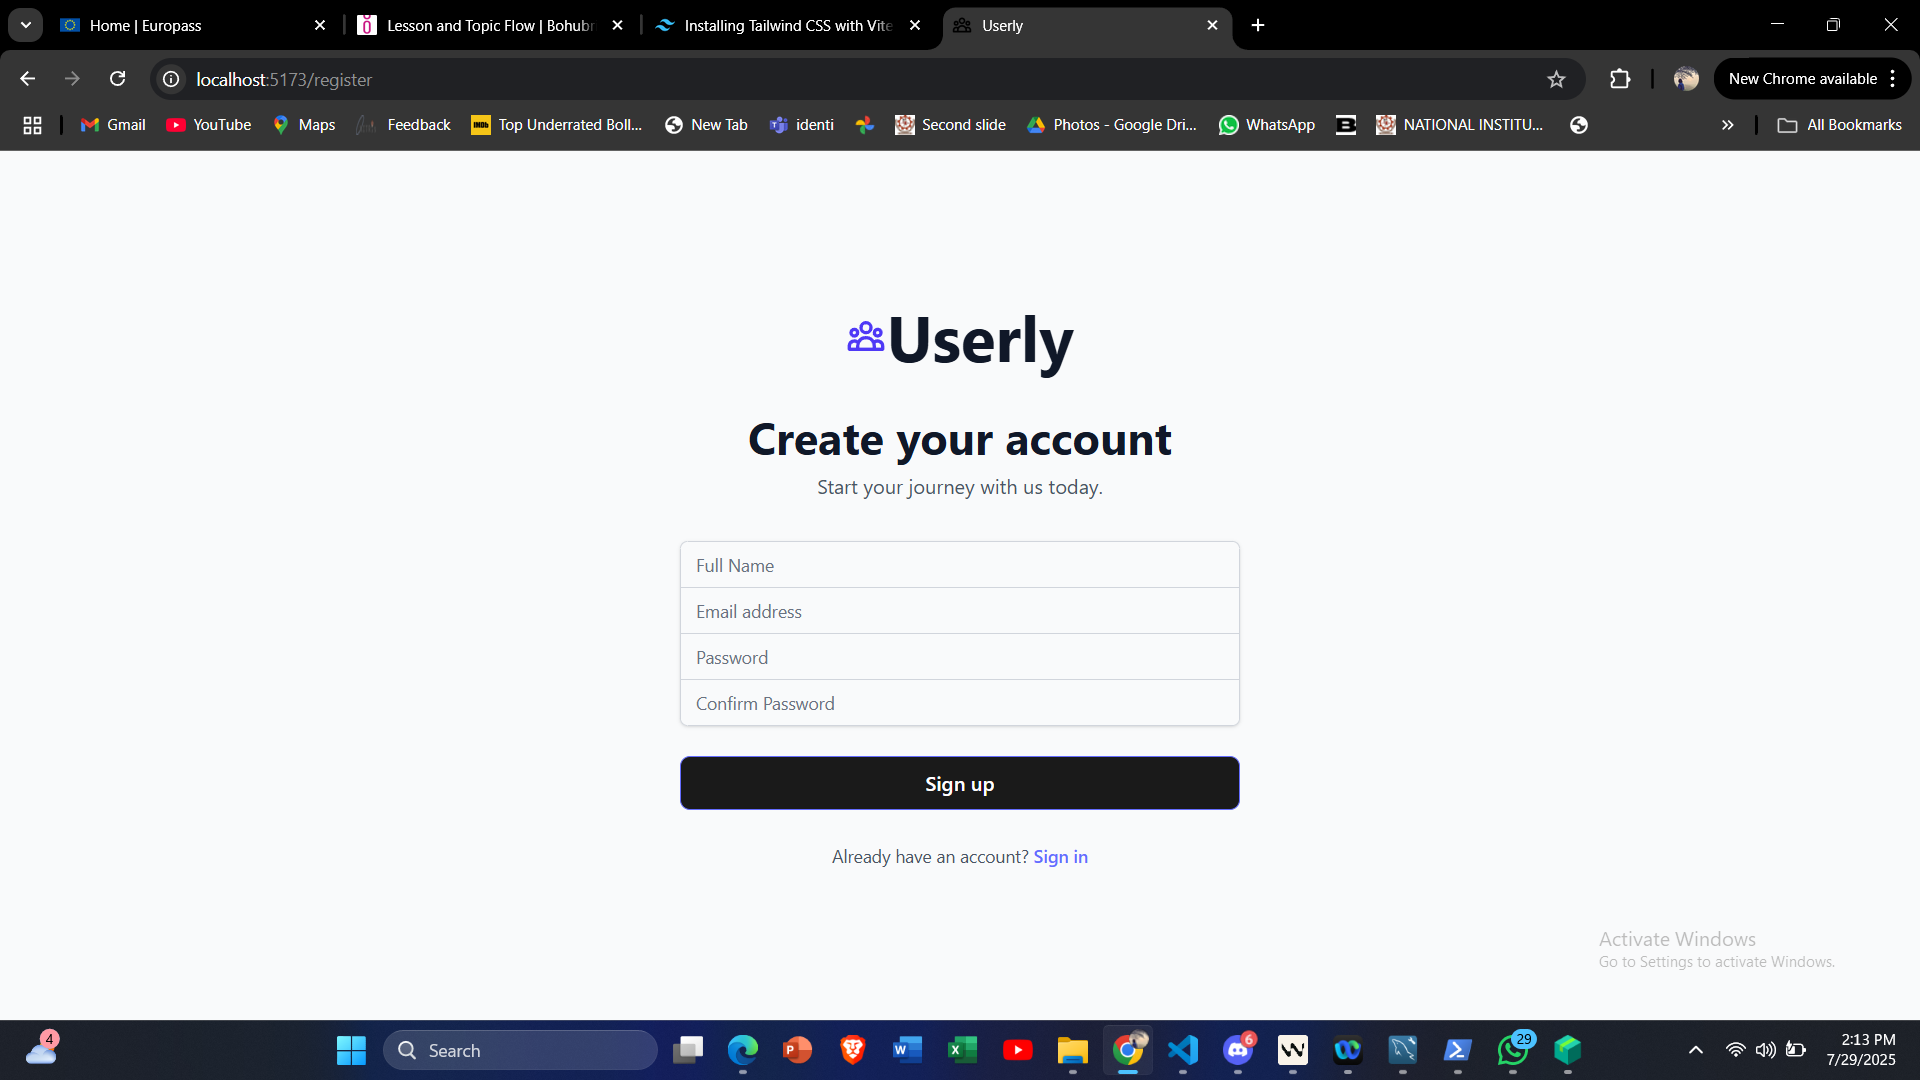 Home | Europass
Lesson and Topic Flow | Bohubr
Installing Tailwind CSS with Vite
Userly
localhost:5173/register
New Chrome available
Gmail
YouTube
Maps
Feedback
IMDb
Top Underrated Boll...
New Tab
identi
Second slide
Photos - Google Dri...
WhatsApp
NATIONAL INSTITU...
All Bookmarks
Userly
Create your account
Start your journey with us today.
Full Name
Email address
Password
Confirm Password
Sign up
Already have an account? Sign in
Activate Windows
Go to Settings to activate Windows.
4
Search
6
29
2:13 PM
7/29/2025